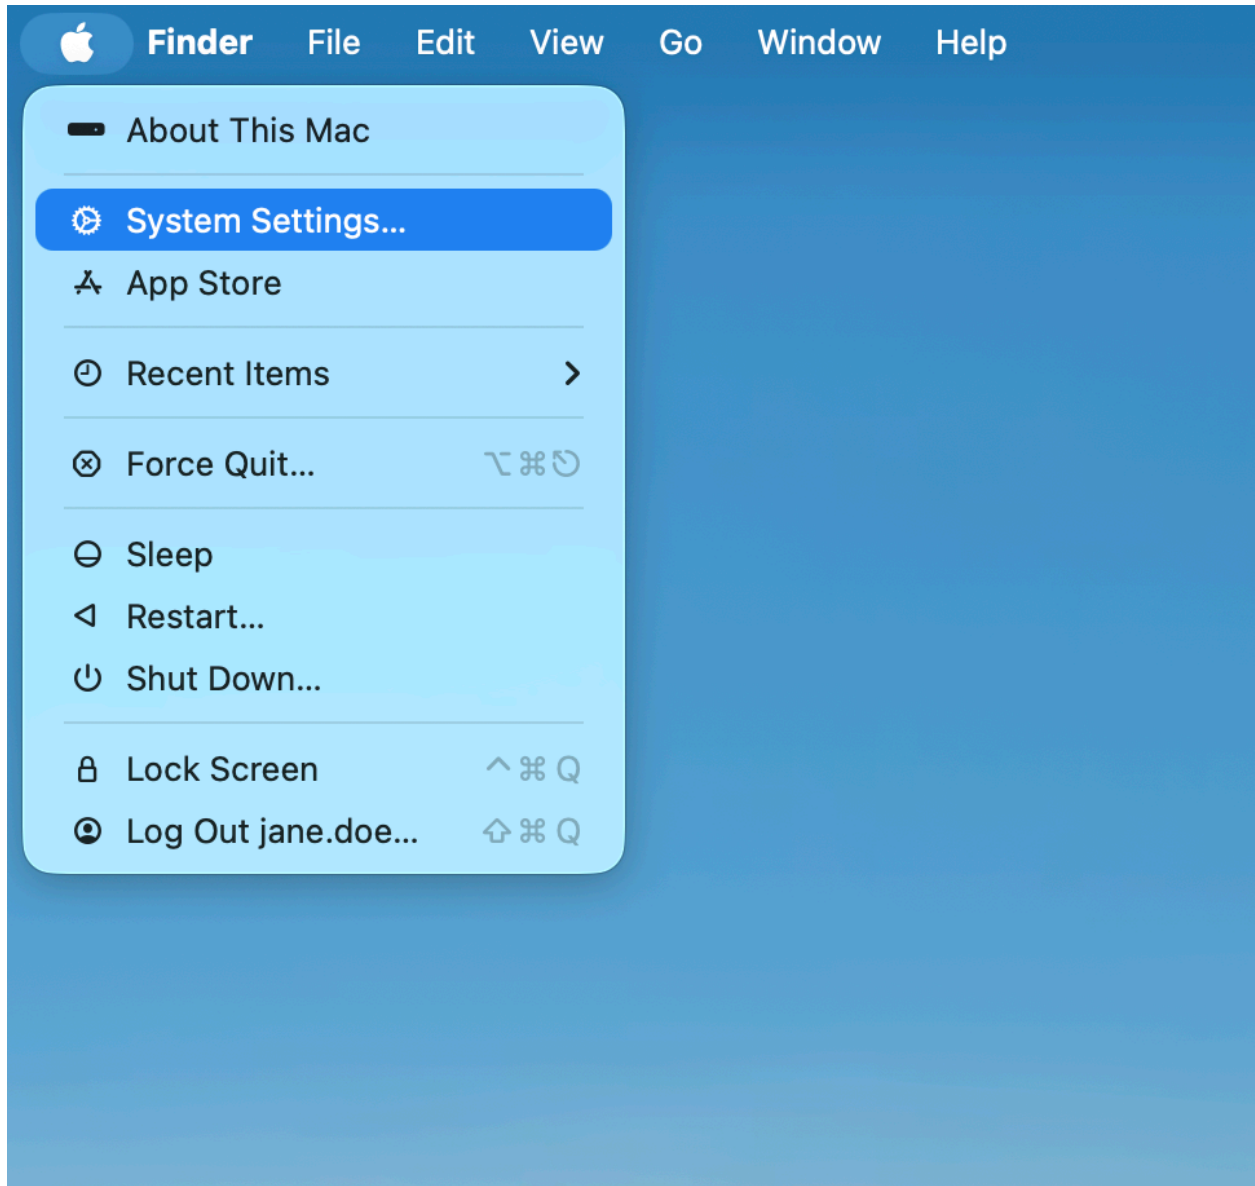 Finder File Edit View Go Window Help
About This Mac
System Settings...
App Store
Recent Items
Force Quit... ⌥⌘⎋
Sleep
Restart...
Shut Down...
Lock Screen ^⌘Q
Log Out jane.doe... ⇧⌘Q